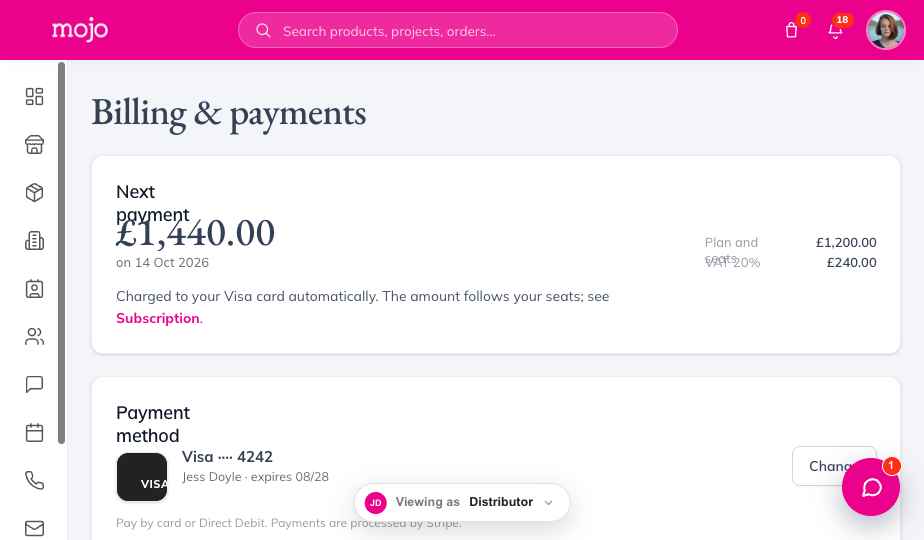 mojo
Search products, projects, orders...
0
18
Billing & payments
Next
payment
£1,440.00
on 14 Oct 2026
Plan and
seats
£1,200.00
VAT 20%
£240.00
Charged to your Visa card automatically. The amount follows your seats; see
Subscription.
Payment
method
VISA
Visa ···· 4242
Jess Doyle · expires 08/28
Chang
1
JD Viewing as Distributor
Pay by card or Direct Debit. Payments are processed by Stripe.